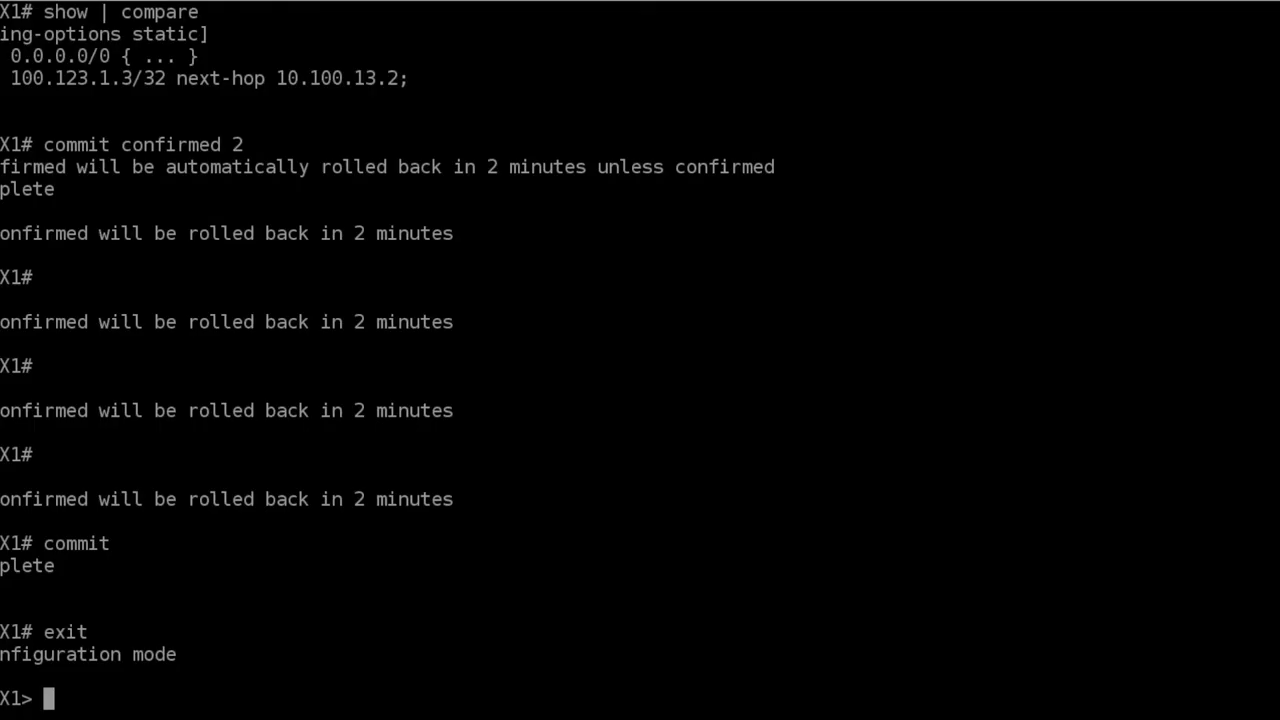 X1# show | compare
ing-options static]
0.0.0.0/0 { ... }
100.123.1.3/32 next-hop 10.100.13.2;
X1# commit confirmed 2
firmed will be automatically rolled back in 2 minutes unless confirmed
plete
onfirmed will be rolled back in 2 minutes
X1#
onfirmed will be rolled back in 2 minutes
X1#
onfirmed will be rolled back in 2 minutes
X1#
onfirmed will be rolled back in 2 minutes
X1# commit
plete
X1# exit
nfiguration mode
X1>